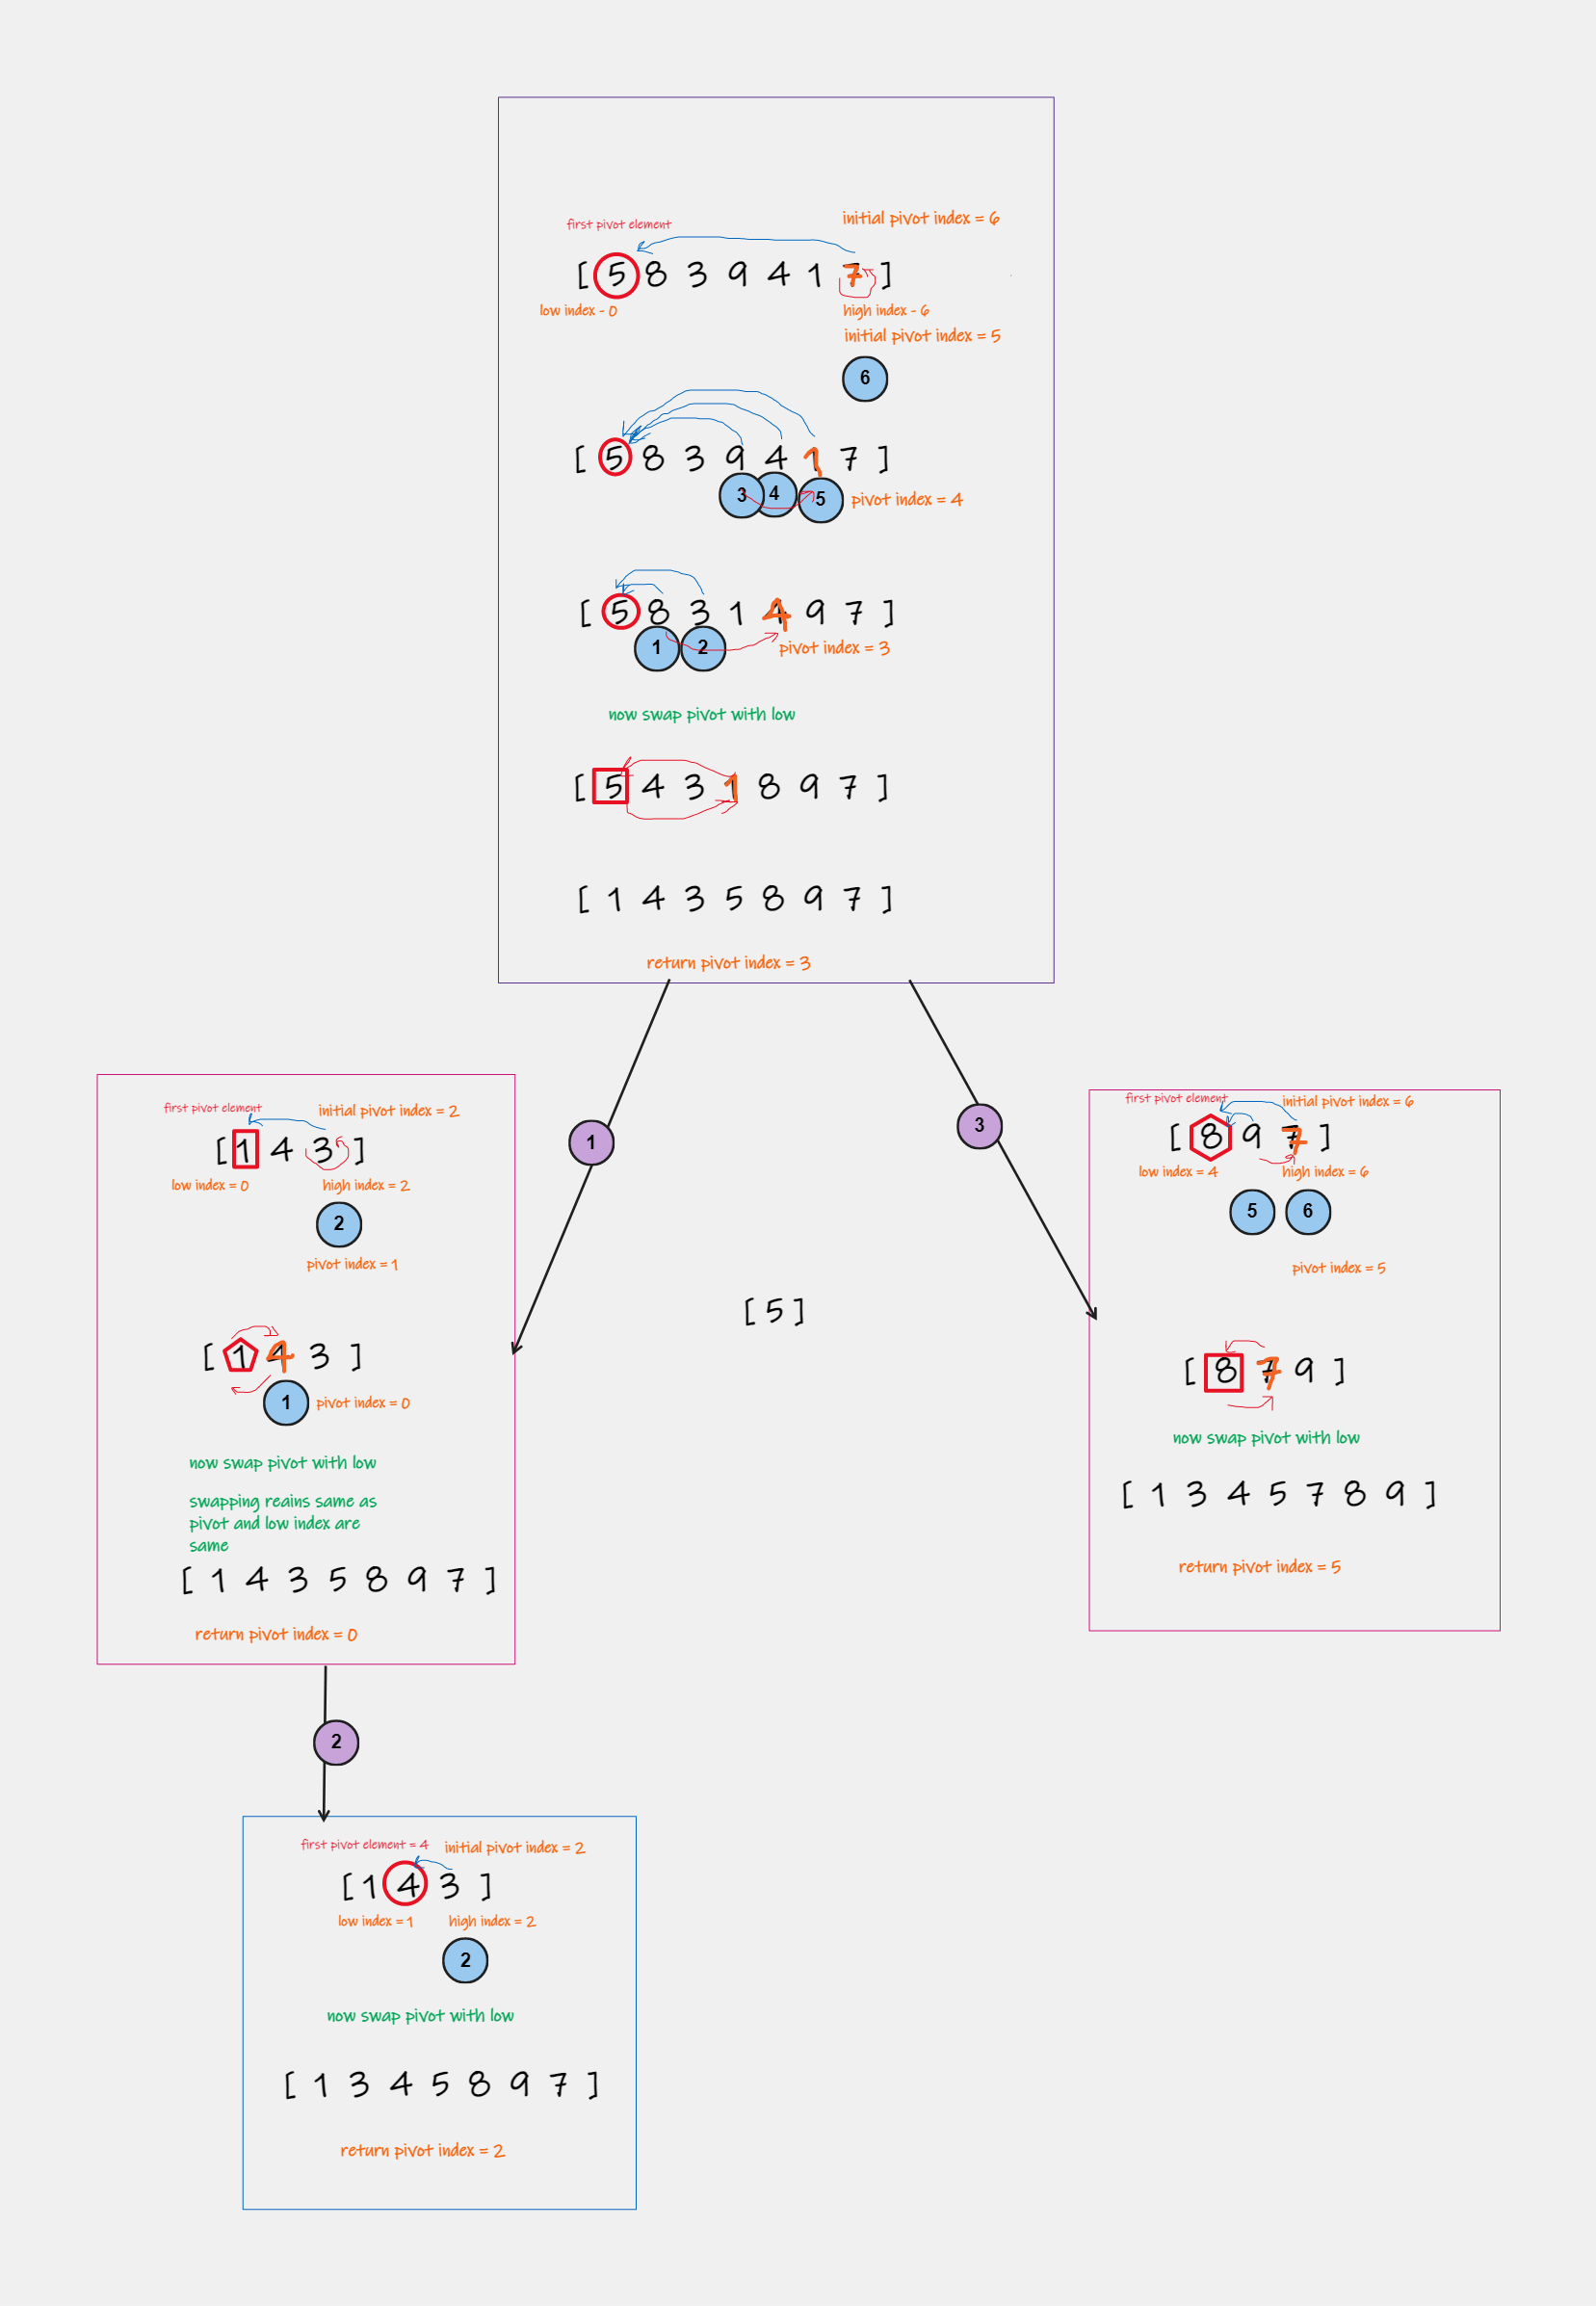 first pivot element
initial pivot index = 6
[ 5 8 3 9 4 1 7 ]
low index - 0
high index - 6
initial pivot index = 5
6
[ 5 8 3 9 4 1 7 ]
3 4 5
pivot index = 4
[ 5 8 3 1 4 9 7 ]
1 2
pivot index = 3
now swap pivot with low
[ 5 4 3 1 8 9 7 ]
[ 1 4 3 5 8 9 7 ]
return pivot index = 3
1
first pivot element
initial pivot index = 2
[ 1 4 3 ]
low index = 0
high index = 2
2
pivot index = 1
[ 1 4 3 ]
1
pivot index = 0
now swap pivot with low
swapping reains same as
pivot and low index are
same
[ 1 4 3 5 8 9 7 ]
return pivot index = 0
[ 5 ]
3
first pivot element
initial pivot index = 6
[ 8 9 7 ]
low index = 4
high index = 6
5 6
pivot index = 5
[ 8 7 9 ]
now swap pivot with low
[ 1 3 4 5 7 8 9 ]
return pivot index = 5
2
first pivot element = 4
initial pivot index = 2
[ 1 4 3 ]
low index = 1
high index = 2
2
now swap pivot with low
[ 1 3 4 5 8 9 7 ]
return pivot index = 2